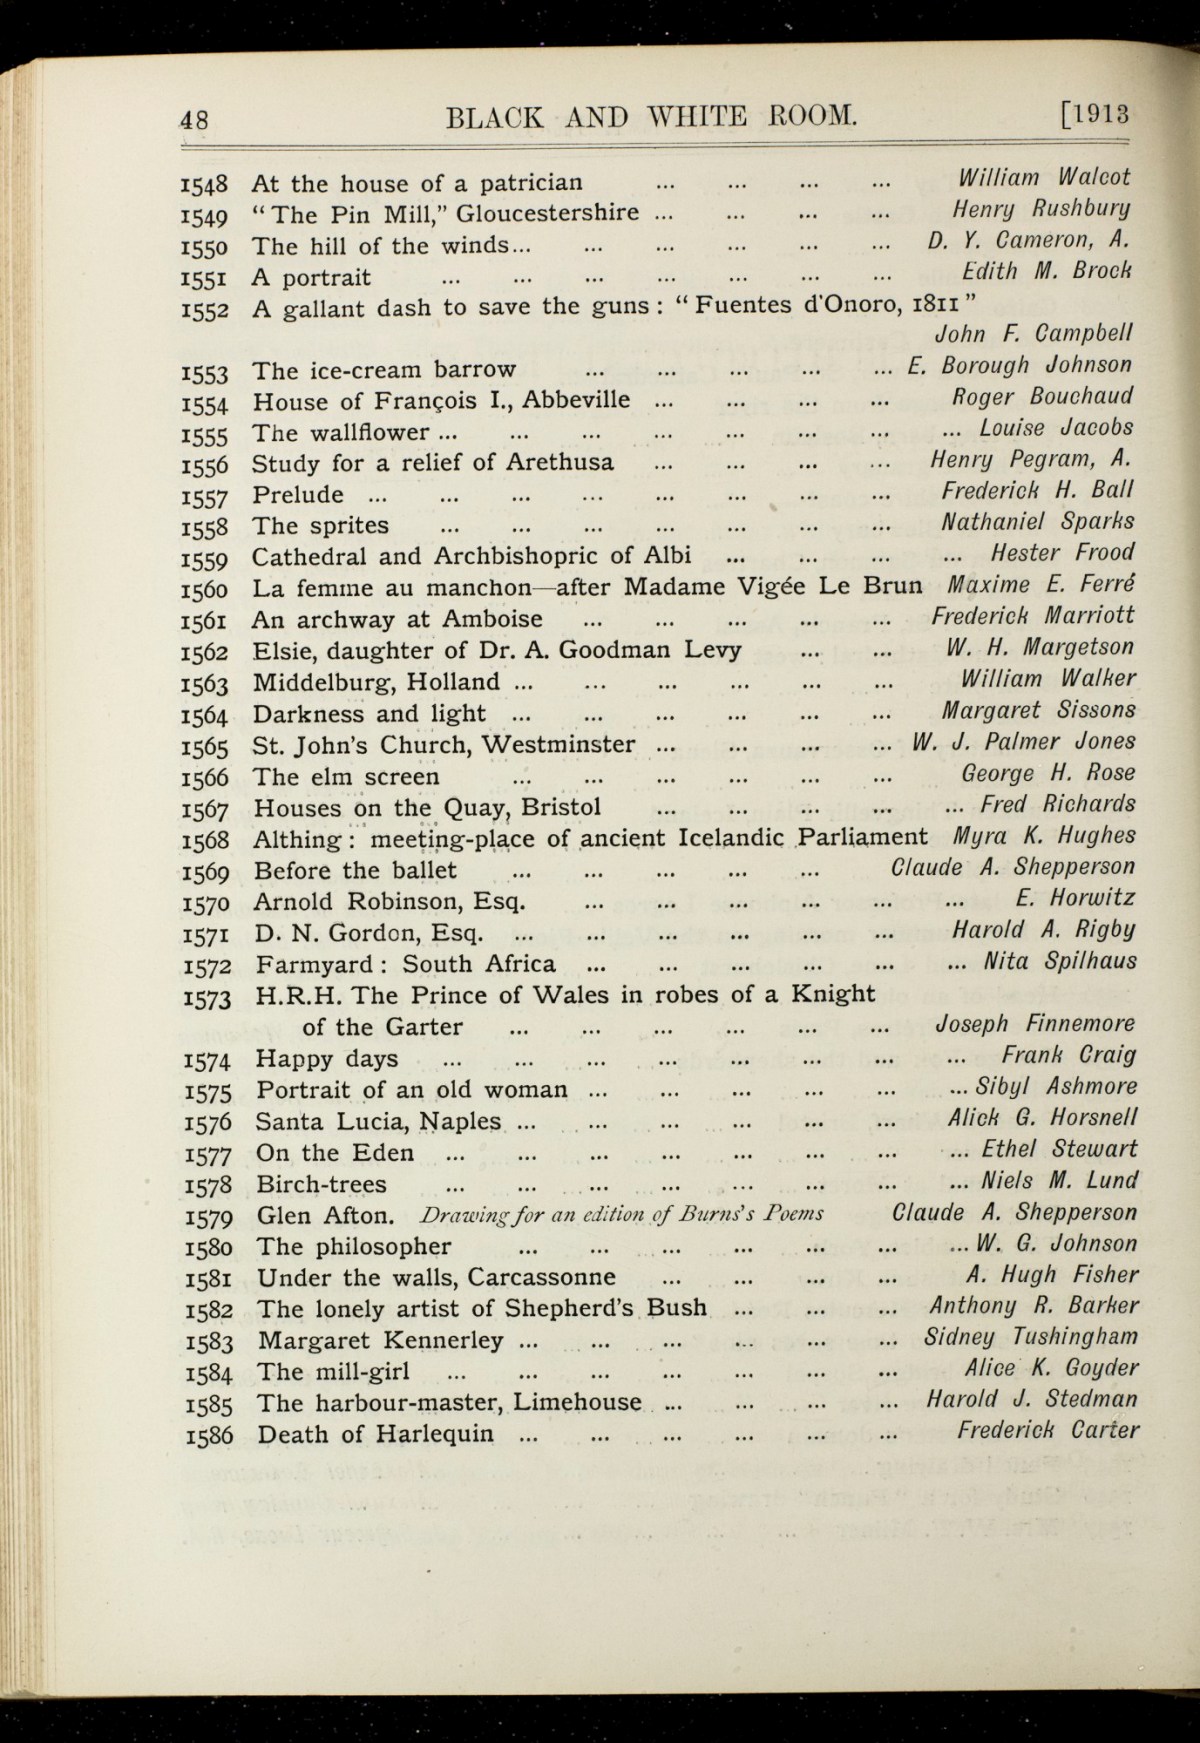 48 BLACK AND WHITE ROOM. [1913
1548 At the house of a patrician ... ... ... ... William Walcot
1549 “The Pin Mill,” Gloucestershire ... ... ... ... Henry Rushbury
1550 The hill of the winds... ... ... ... ... ... D. Y. Cameron, A.
1551 A portrait ... ... ... ... ... ... ... Edith M. Brock
1552 A gallant dash to save the guns : “Fuentes d'Onoro, 1811”
John F. Campbell
1553 The ice-cream barrow ... ... ... ... ... E. Borough Johnson
1554 House of François I., Abbeville ... ... ... ... Roger Bouchaud
1555 The wallflower ... ... ... ... ... ... ... ... Louise Jacobs
1556 Study for a relief of Arethusa ... ... ... ... Henry Pegram, A.
1557 Prelude ... ... ... ... ... ... ... ... Frederick H. Ball
1558 The sprites ... ... ... ... ... ... ... Nathaniel Sparks
1559 Cathedral and Archbishopric of Albi ... ... ... ... Hester Frood
1560 La femme au manchon—after Madame Vigée Le Brun Maxime E. Ferré
1561 An archway at Amboise ... ... ... ... ... Frederick Marriott
1562 Elsie, daughter of Dr. A. Goodman Levy ... ... W. H. Margetson
1563 Middelburg, Holland ... ... ... ... ... ... William Walker
1564 Darkness and light ... ... ... ... ... ... Margaret Sissons
1565 St. John's Church, Westminster ... ... ... ... W. J. Palmer Jones
1566 The elm screen ... ... ... ... ... ... George H. Rose
1567 Houses on the Quay, Bristol ... ... ... ... ... Fred Richards
1568 Althing : meeting-place of ancient Icelandic Parliament Myra K. Hughes
1569 Before the ballet ... ... ... ... ... Claude A. Shepperson
1570 Arnold Robinson, Esq. ... ... ... ... ... ... E. Horwitz
1571 D. N. Gordon, Esq. ... ... ... ... ... ... Harold A. Rigby
1572 Farmyard : South Africa ... ... ... ... ... ... Nita Spilhaus
1573 H.R.H. The Prince of Wales in robes of a Knight
of the Garter ... ... ... ... ... ... Joseph Finnemore
1574 Happy days ... ... ... ... ... ... ... ... Frank Craig
1575 Portrait of an old woman ... ... ... ... ... ... Sibyl Ashmore
1576 Santa Lucia, Naples ... ... ... ... ... ... Alick G. Horsnell
1577 On the Eden ... ... ... ... ... ... ... ... Ethel Stewart
1578 Birch-trees ... ... ... ... ... ... ... ... Niels M. Lund
1579 Glen Afton. Drawing for an edition of Burns's Poems Claude A. Shepperson
1580 The philosopher ... ... ... ... ... ... ... W. G. Johnson
1581 Under the walls, Carcassonne ... ... ... ... A. Hugh Fisher
1582 The lonely artist of Shepherd's Bush ... ... ... Anthony R. Barker
1583 Margaret Kennerley ... ... ... ... ... ... Sidney Tushingham
1584 The mill-girl ... ... ... ... ... ... ... Alice K. Goyder
1585 The harbour-master, Limehouse ... ... ... ... Harold J. Stedman
1586 Death of Harlequin ... ... ... ... ... ... Frederick Carter